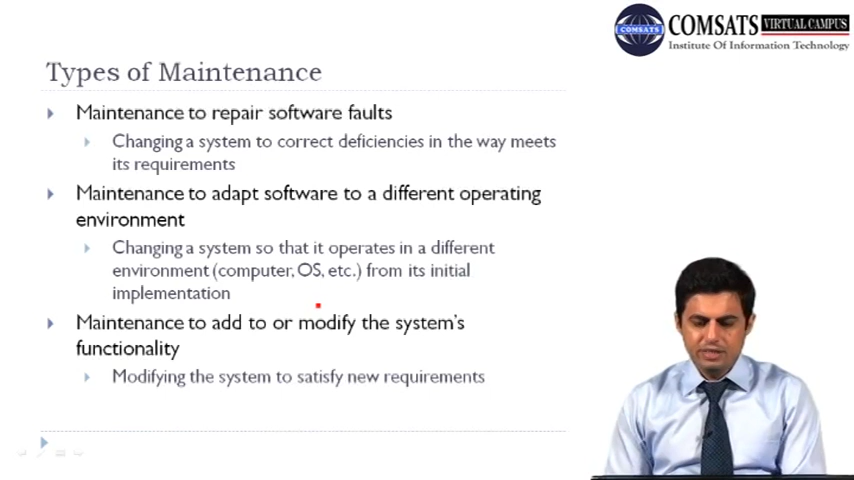 COMSATS
COMSATS VIRTUAL CAMPUS
Institute Of Information Technology
Types of Maintenance
Maintenance to repair software faults
Changing a system to correct deficiencies in the way meets
its requirements
Maintenance to adapt software to a different operating
environment
Changing a system so that it operates in a different
environment (computer, OS, etc.) from its initial
implementation
Maintenance to add to or modify the system's
functionality
Modifying the system to satisfy new requirements